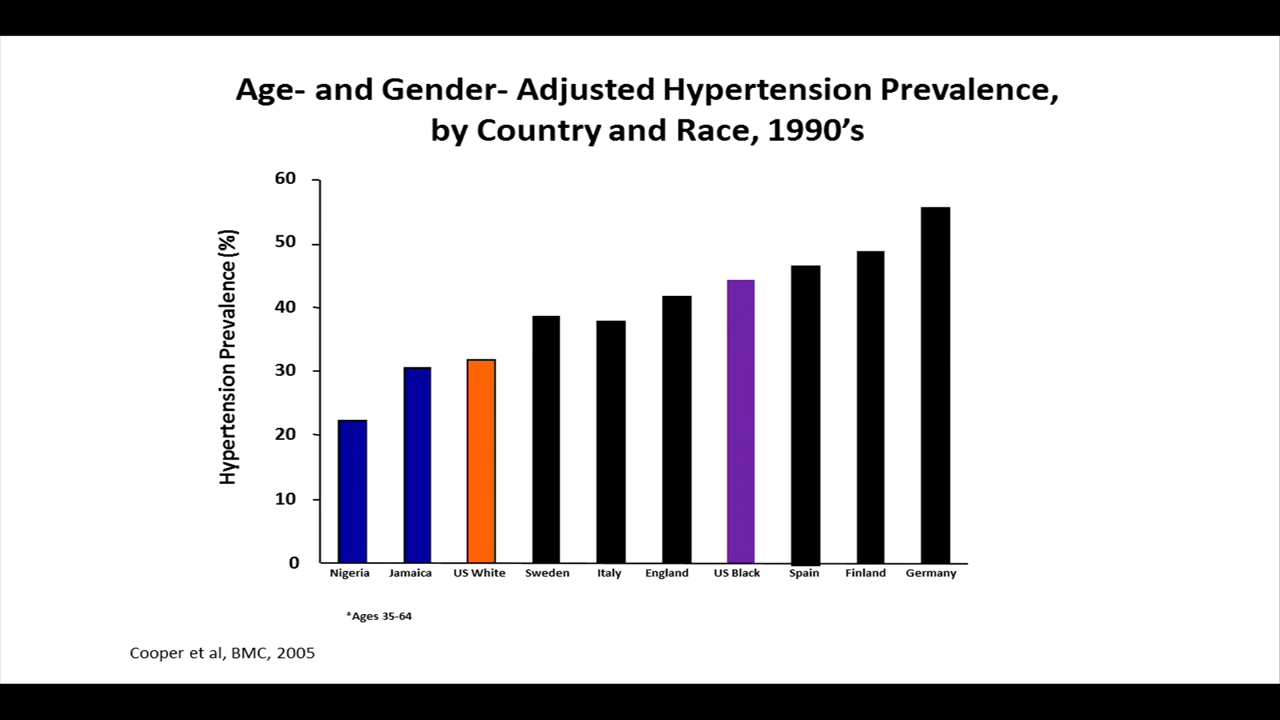 Age- and Gender- Adjusted Hypertension Prevalence,
by Country and Race, 1990's
Hypertension Prevalence (%)
60
50
40
30
20
10
0
Nigeria Jamaica US White Sweden Italy England US Black Spain Finland Germany
*Ages 35-64
Cooper et al, BMC, 2005